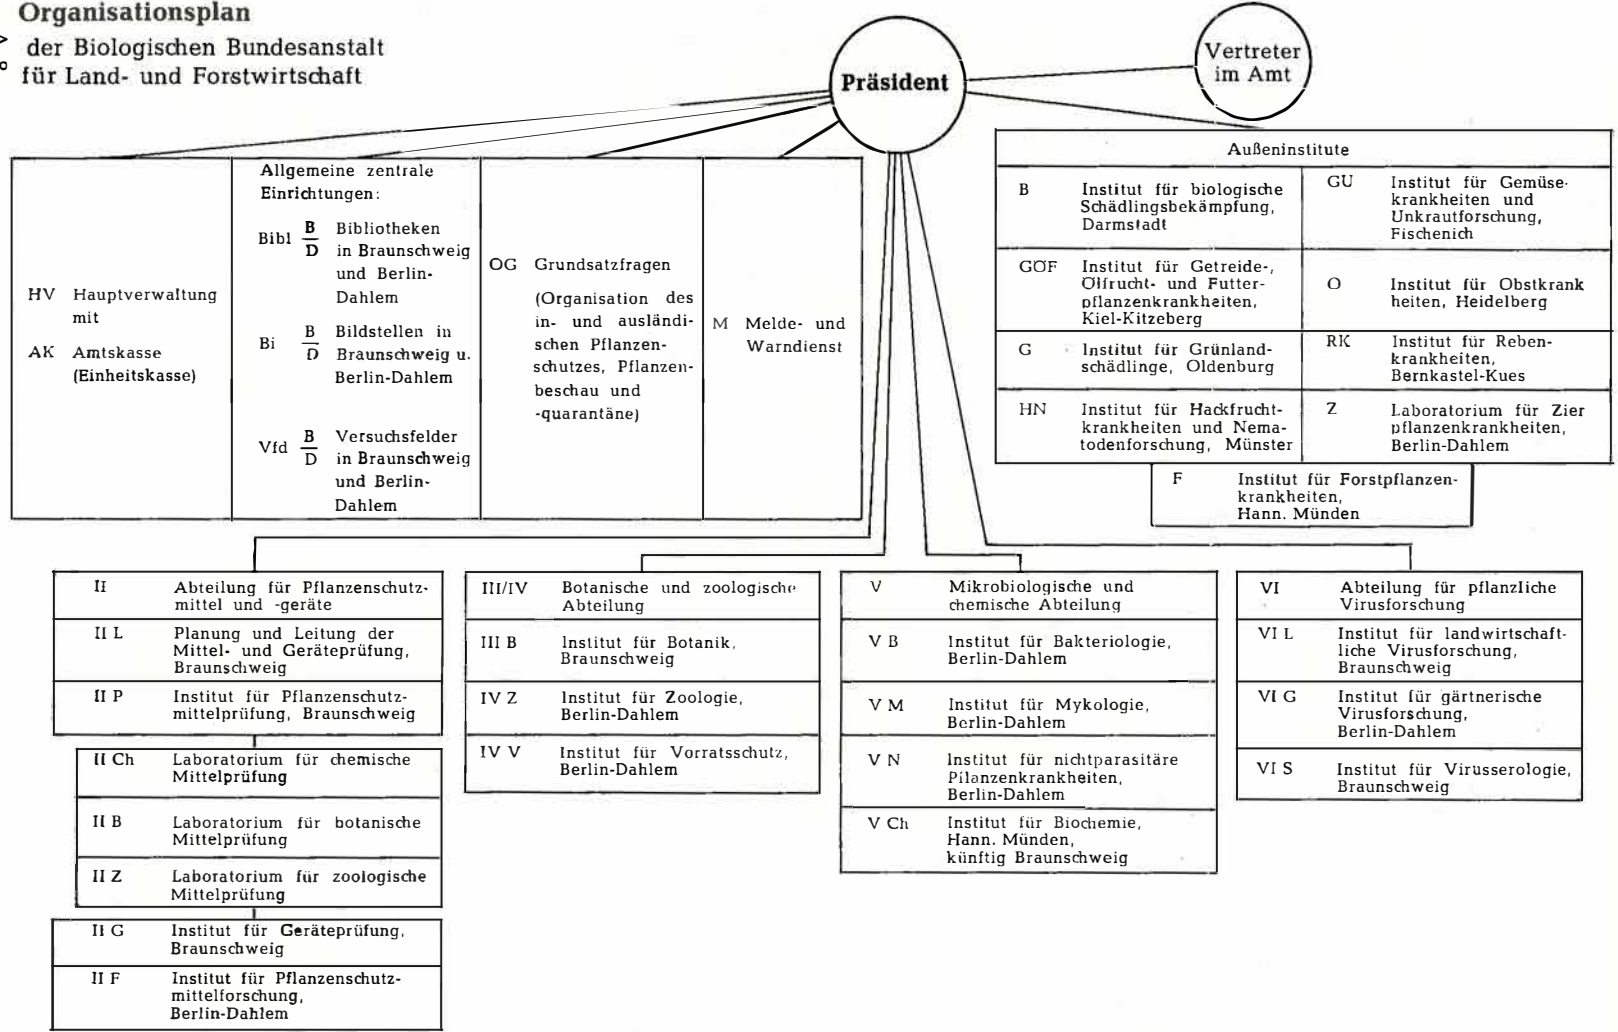 Organisationsplan
der Biologischen Bundesanstalt
für Land- und Forstwirtschaft
Präsident
Vertreter
im Amt
HV Hauptverwaltung
mit
AK Amtskasse
(Einheitskasse)
Allgemeine zentrale
Einrichtungen:
Bibl B/D Bibliotheken
in Braunschweig
und Berlin-
Dahlem
Bi B/D Bildstellen in
Braunschweig u.
Berlin-Dahlem
Vfd B/D Versuchsfelder
in Braunschweig
und Berlin-
Dahlem
OG Grundsatzfragen
(Organisation des
in- und ausländi-
schen Pflanzen-
schutzes, Pflanzen-
beschau und
-quarantäne)
M Melde- und
Warndienst
Außeninstitute
B Institut für biologische
Schädlingsbekämpfung,
Darmstadt
GU Institut für Gemüse-
krankheiten und
Unkrautforschung,
Fischenich
GÖF Institut für Getreide-,
Ölfrucht- und Futter-
pflanzenkrankheiten,
Kiel-Kitzeberg
O Institut für Obstkrank
heiten, Heidelberg
G Institut für Grünland-
schädlinge, Oldenburg
RK Institut für Reben-
krankheiten,
Bernkastel-Kues
HN Institut für Hackfrucht-
krankheiten und Nema-
todenforschung, Münster
Z Laboratorium für Zier
pflanzenkrankheiten,
Berlin-Dahlem
F Institut für Forstpflanzen-
krankheiten,
Hann. Münden
II Abteilung für Pflanzenschutz-
mittel und -geräte
II L Planung und Leitung der
Mittel- und Geräteprüfung,
Braunschweig
II P Institut für Pflanzenschutz-
mittelprüfung, Braunschweig
II Ch Laboratorium für chemische
Mittelprüfung
II B Laboratorium für botanische
Mittelprüfung
II Z Laboratorium für zoologische
Mittelprüfung
II G Institut für Geräteprüfung,
Braunschweig
II F Institut für Pflanzenschutz-
mittelforschung,
Berlin-Dahlem
III/IV Botanische und zoologische
Abteilung
III B Institut für Botanik,
Braunschweig
IV Z Institut für Zoologie,
Berlin-Dahlem
IV V Institut für Vorratsschutz,
Berlin-Dahlem
V Mikrobiologische und
chemische Abteilung
V B Institut für Bakteriologie,
Berlin-Dahlem
V M Institut für Mykologie,
Berlin-Dahlem
V N Institut für nichtparasitäre
Pflanzenkrankheiten,
Berlin-Dahlem
V Ch Institut für Biochemie,
Hann. Münden,
künftig Braunschweig
VI Abteilung für pflanzliche
Virusforschung
VI L Institut für landwirtschaft-
liche Virusforschung,
Braunschweig
VI G Institut für gärtnerische
Virusforschung,
Berlin-Dahlem
VI S Institut für Virusserologie,
Braunschweig